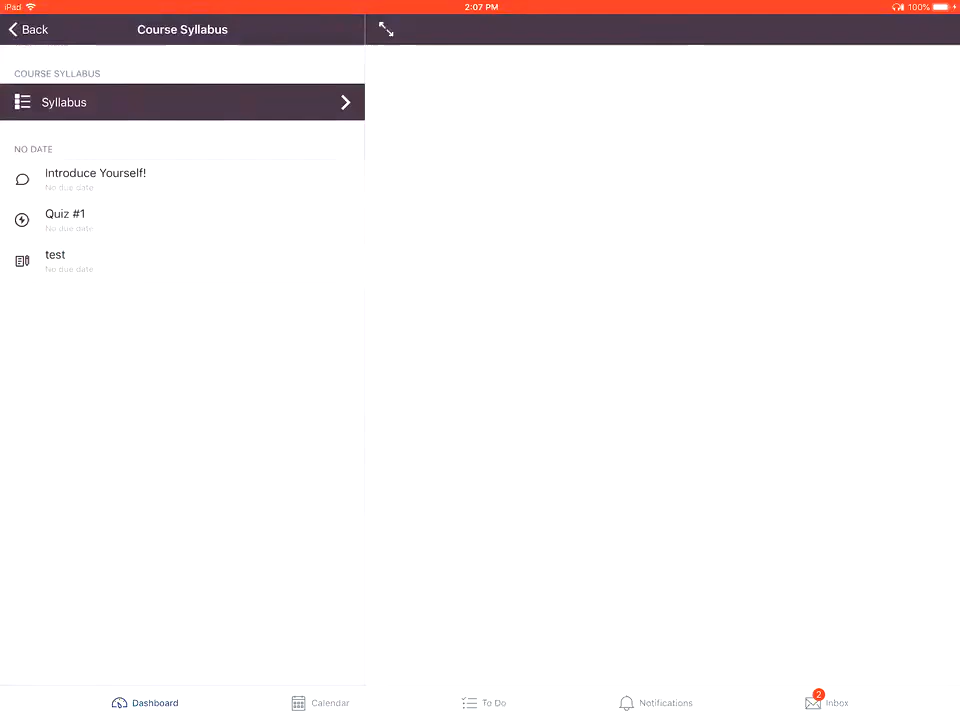 iPad 2:07 PM 100%
Back Course Syllabus
COURSE SYLLABUS
Syllabus
NO DATE
Introduce Yourself!
No due date
Quiz #1
No due date
test
No due date
Dashboard Calendar To Do Notifications 2 Inbox